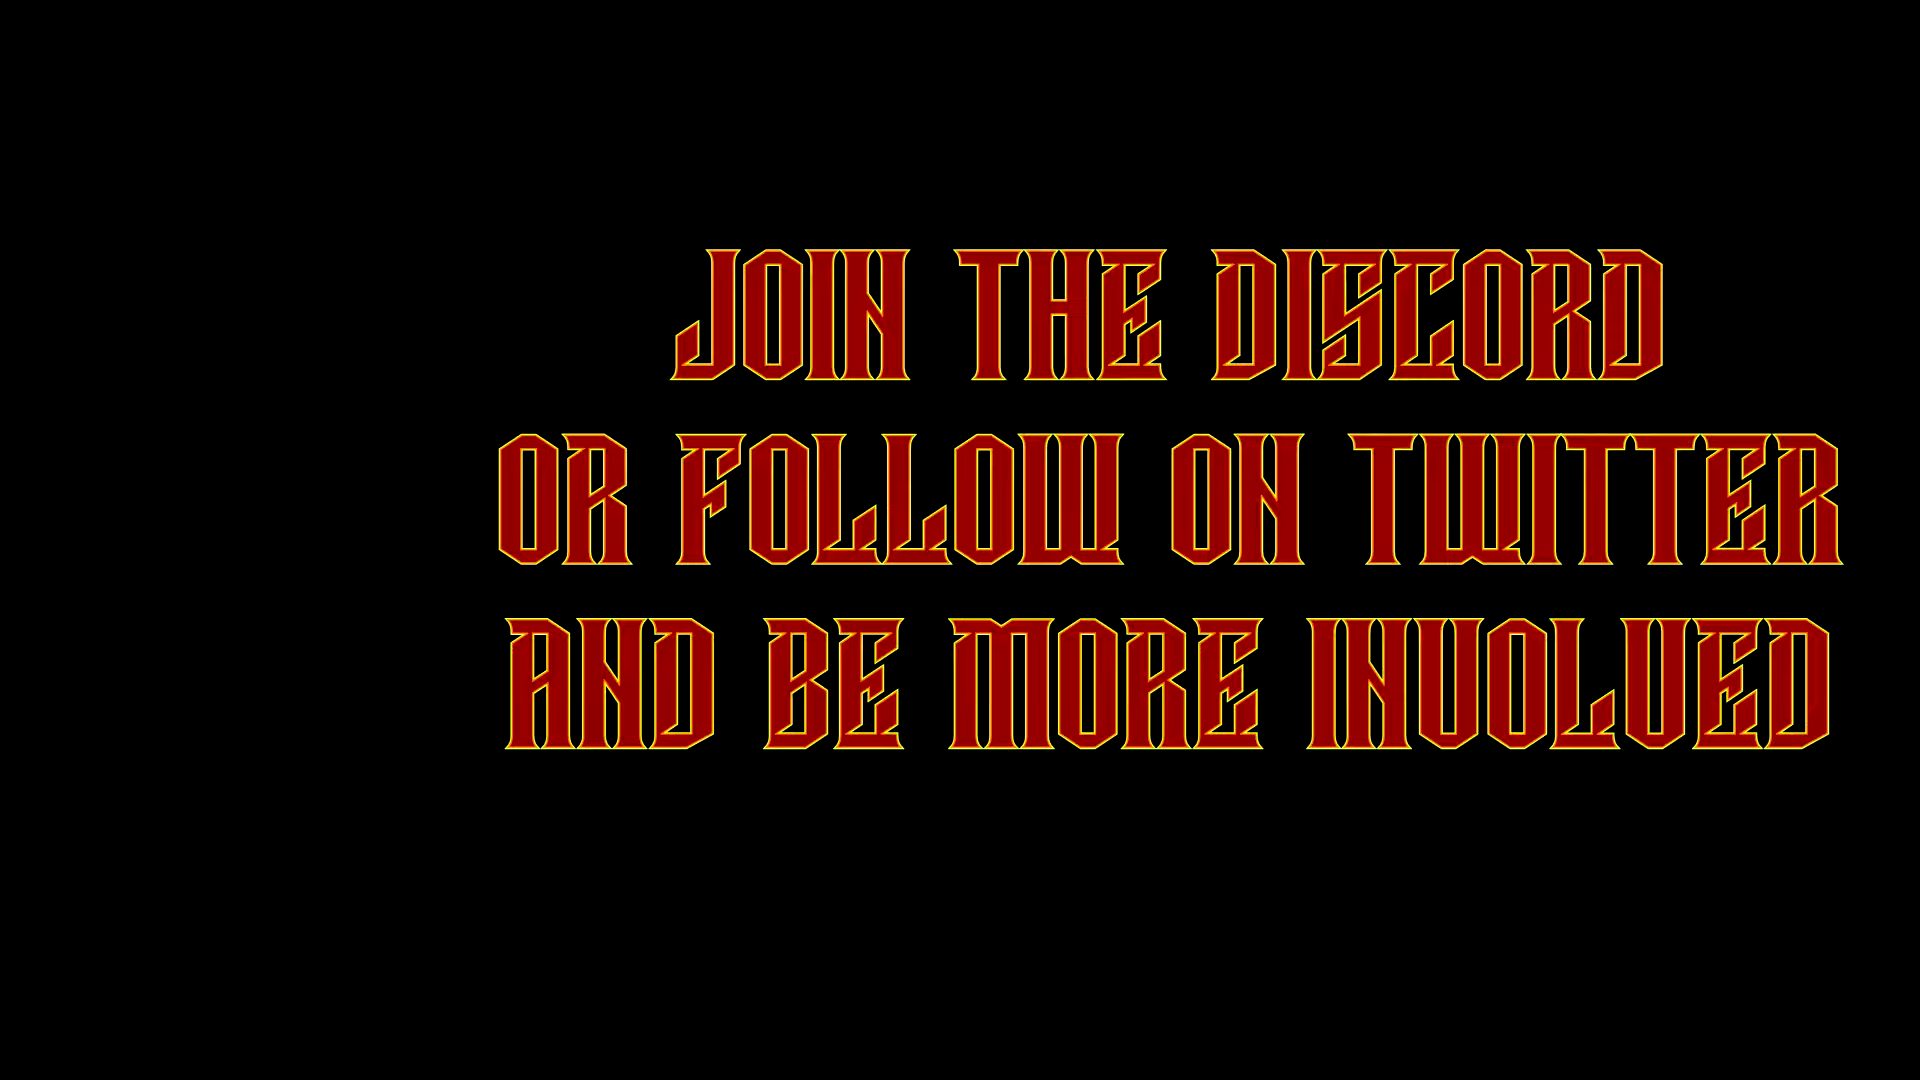 JOIN THE DISCORD
OR FOLLOW ON TWITTER
AND BE MORE INVOLVED